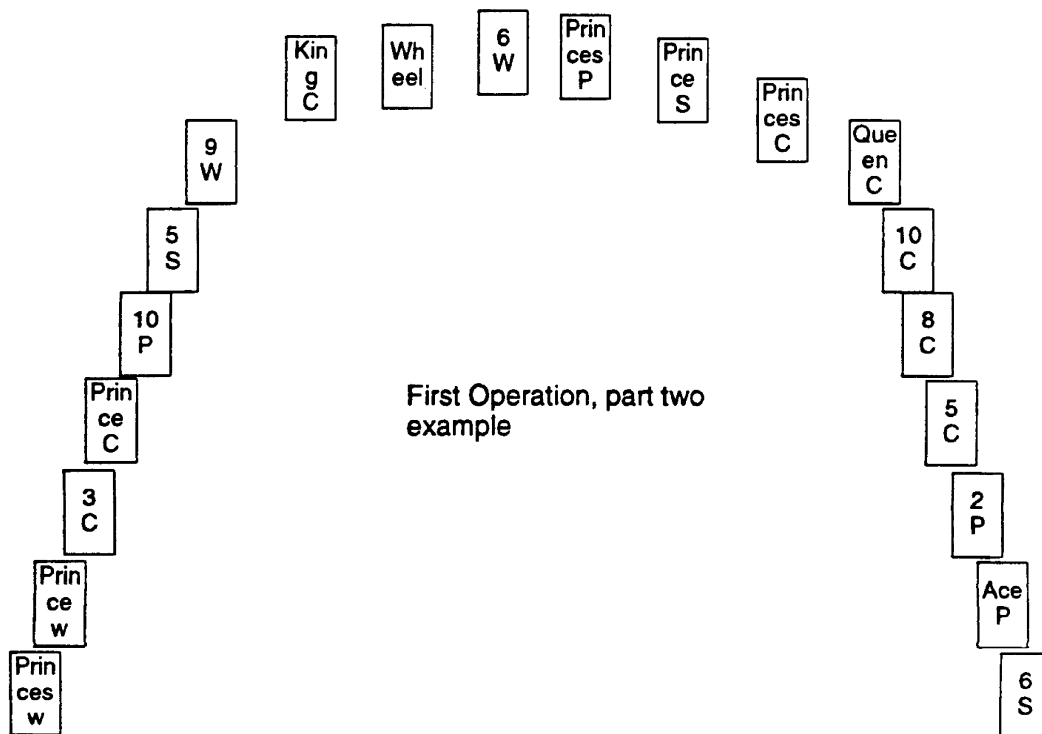 Kin
g
C
Wh
eel
6
W
Prin
ces
P
Prin
ce
S
Prin
ces
C
Que
en
C
9
W
5
S
10
P
Prin
ce
C
3
C
Prin
ce
w
Prin
ces
w
First Operation, part two
example
10
C
8
C
5
C
2
P
Ace
P
6
S